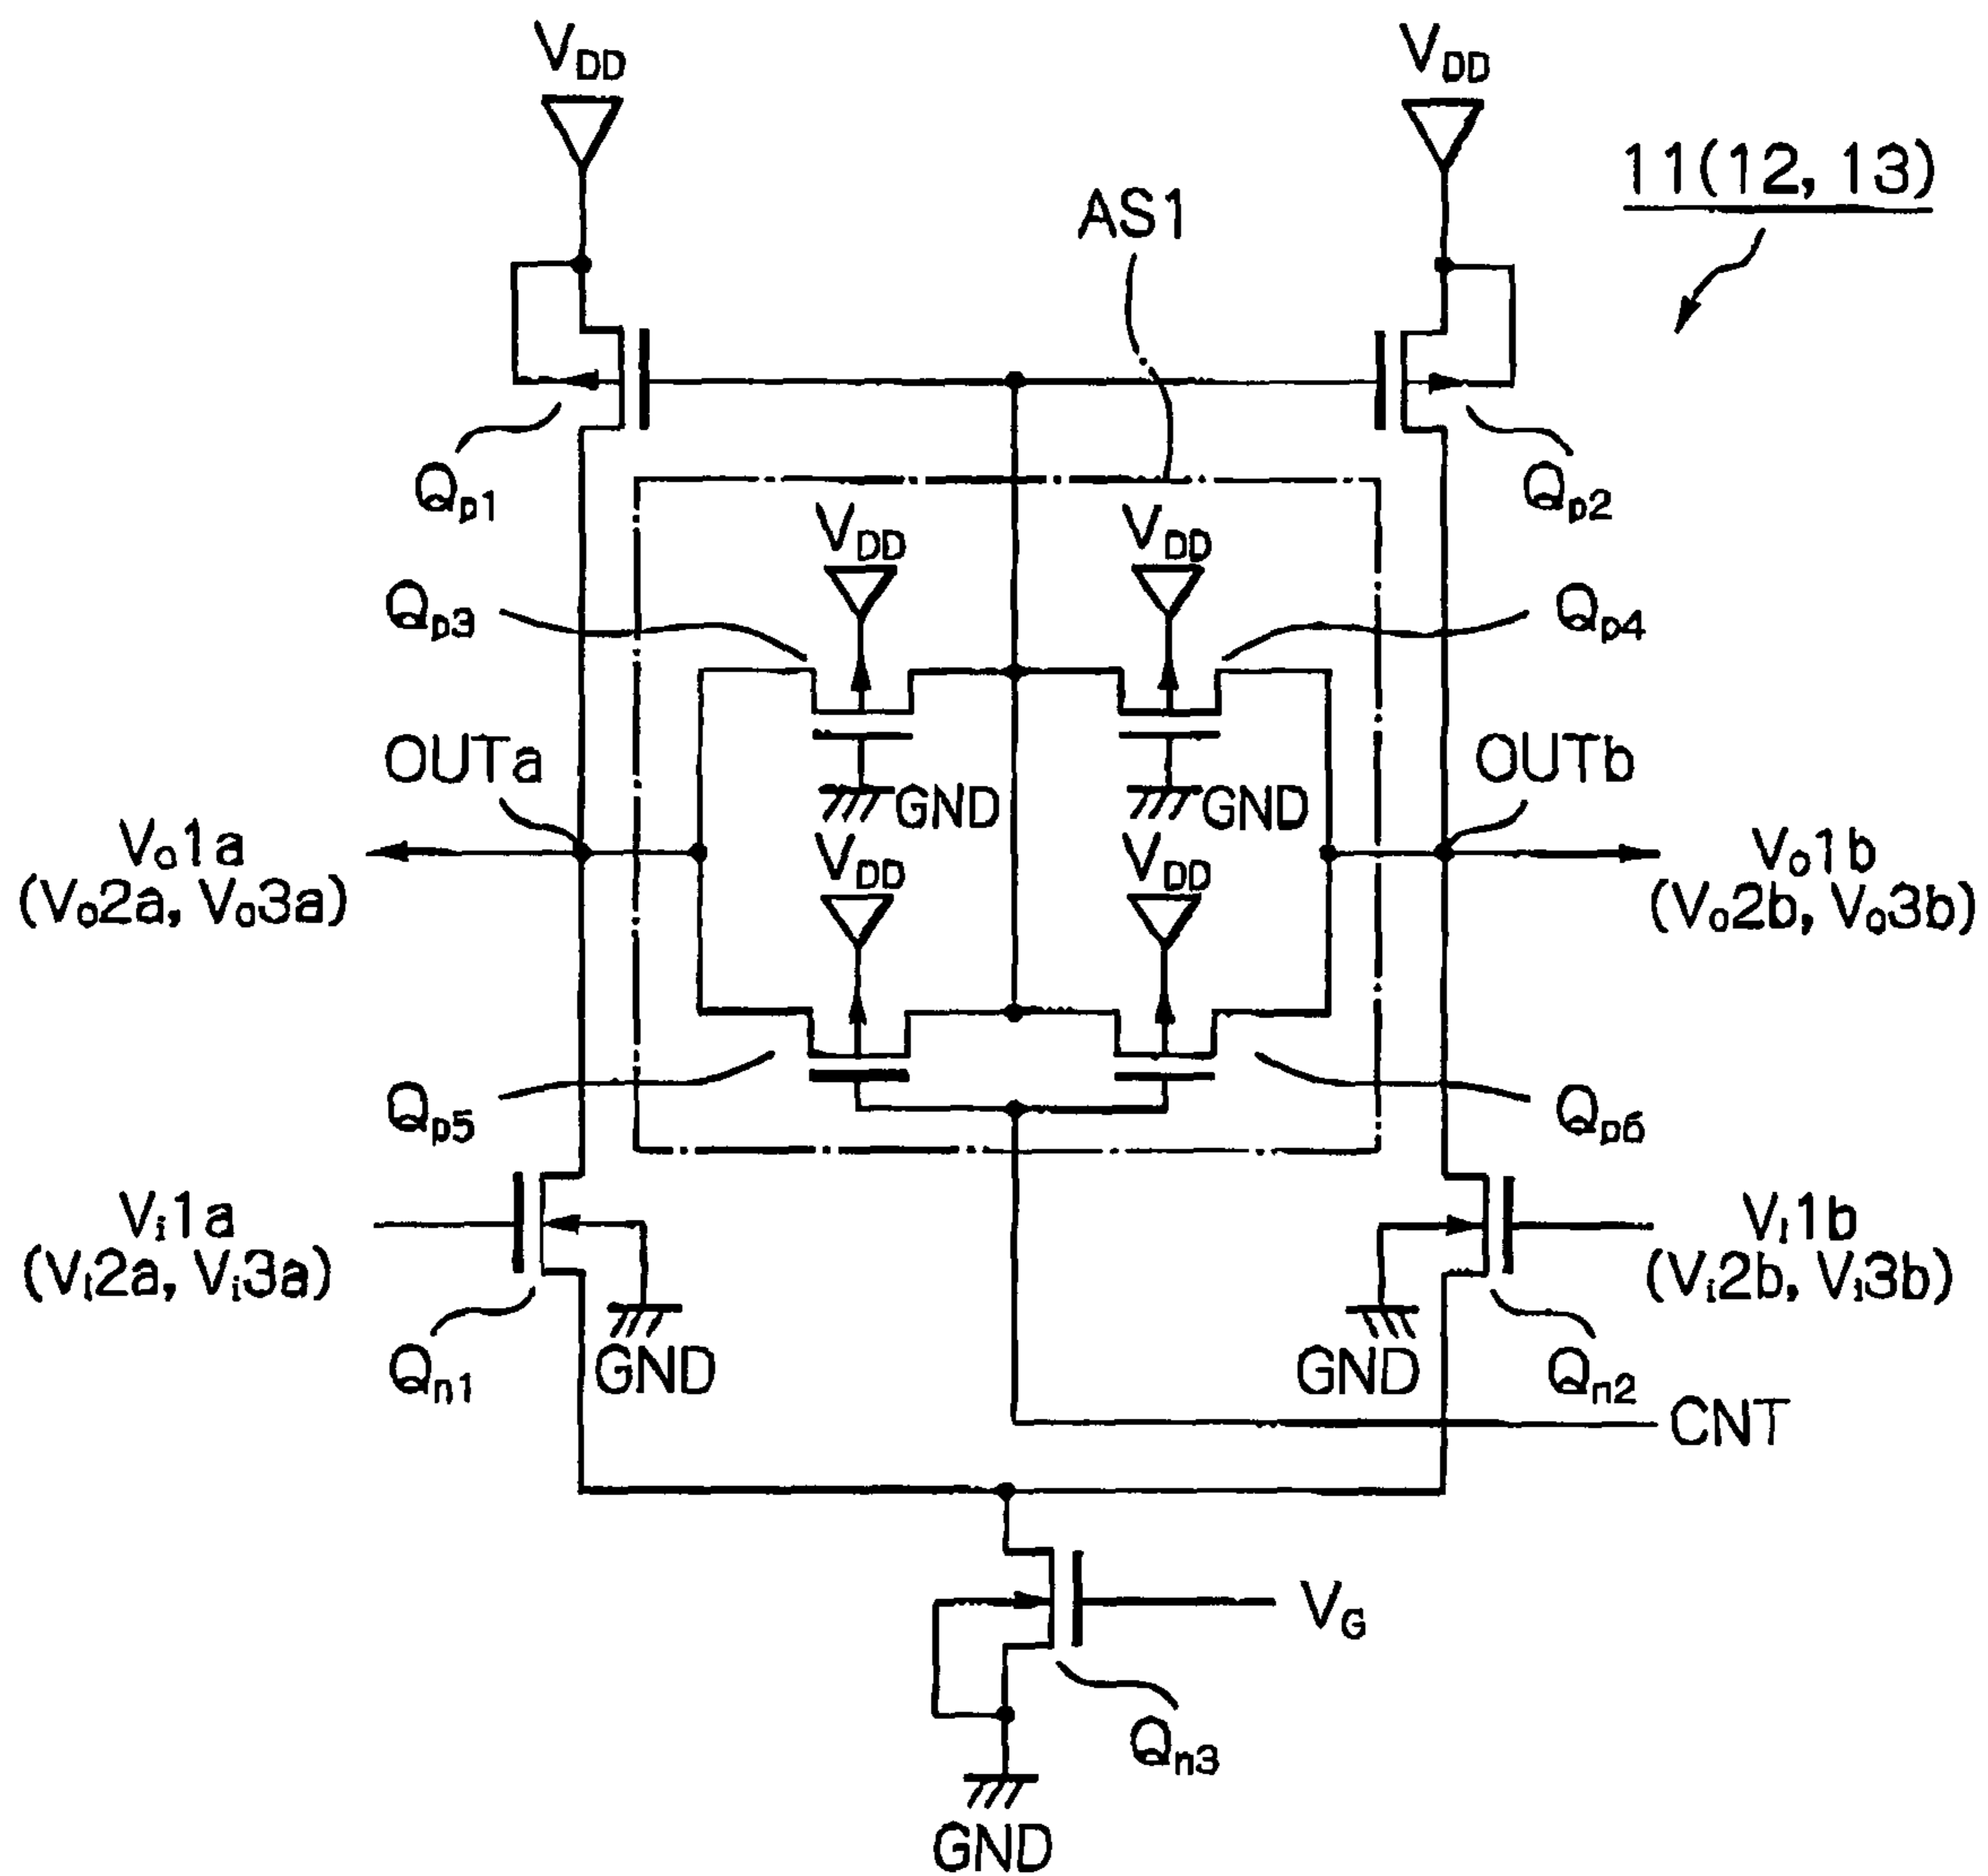 VDD
VDD
11(12, 13)
AS1
Qp1
Qp2
VDD
VDD
Qp3
Qp4
OUTa
OUTb
GND
GND
Vo1a
(Vo2a, Vo3a)
VDD
VDD
Vo1b
(Vo2b, Vo3b)
Qp5
Qp6
Vi1a
(Vi2a, Vi3a)
Vi1b
(Vi2b, Vi3b)
Qn1
GND
GND
Qn2
CNT
VG
Qn3
GND